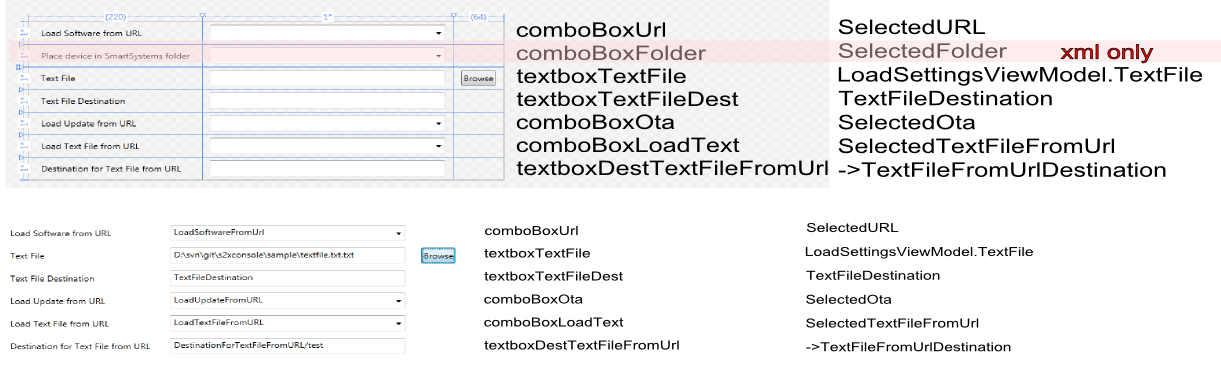 (220) 1* (64)
Load Software from URL comboBoxUrl SelectedURL
Place device in SmartSystems folder comboBoxFolder SelectedFolder xml only
Text File Browse textboxTextFile LoadSettingsViewModel.TextFile
Text File Destination textboxTextFileDest TextFileDestination
Load Update from URL comboBoxOta SelectedOta
Load Text File from URL comboBoxLoadText SelectedTextFileFromUrl
Destination for Text File from URL textboxDestTextFileFromUrl ->TextFileFromUrlDestination
Load Software from URL LoadSoftwareFromUrl comboBoxUrl SelectedURL
Text File D:\svn\git\s2xconsole\sample\textfile.txt.txt Browse textboxTextFile LoadSettingsViewModel.TextFile
Text File Destination TextFileDestination textboxTextFileDest TextFileDestination
Load Update from URL LoadUpdateFromURL comboBoxOta SelectedOta
Load Text File from URL LoadTextFileFromURL comboBoxLoadText SelectedTextFileFromUrl
Destination for Text File from URL DestinationForTextFileFromURL/test textboxDestTextFileFromUrl ->TextFileFromUrlDestination